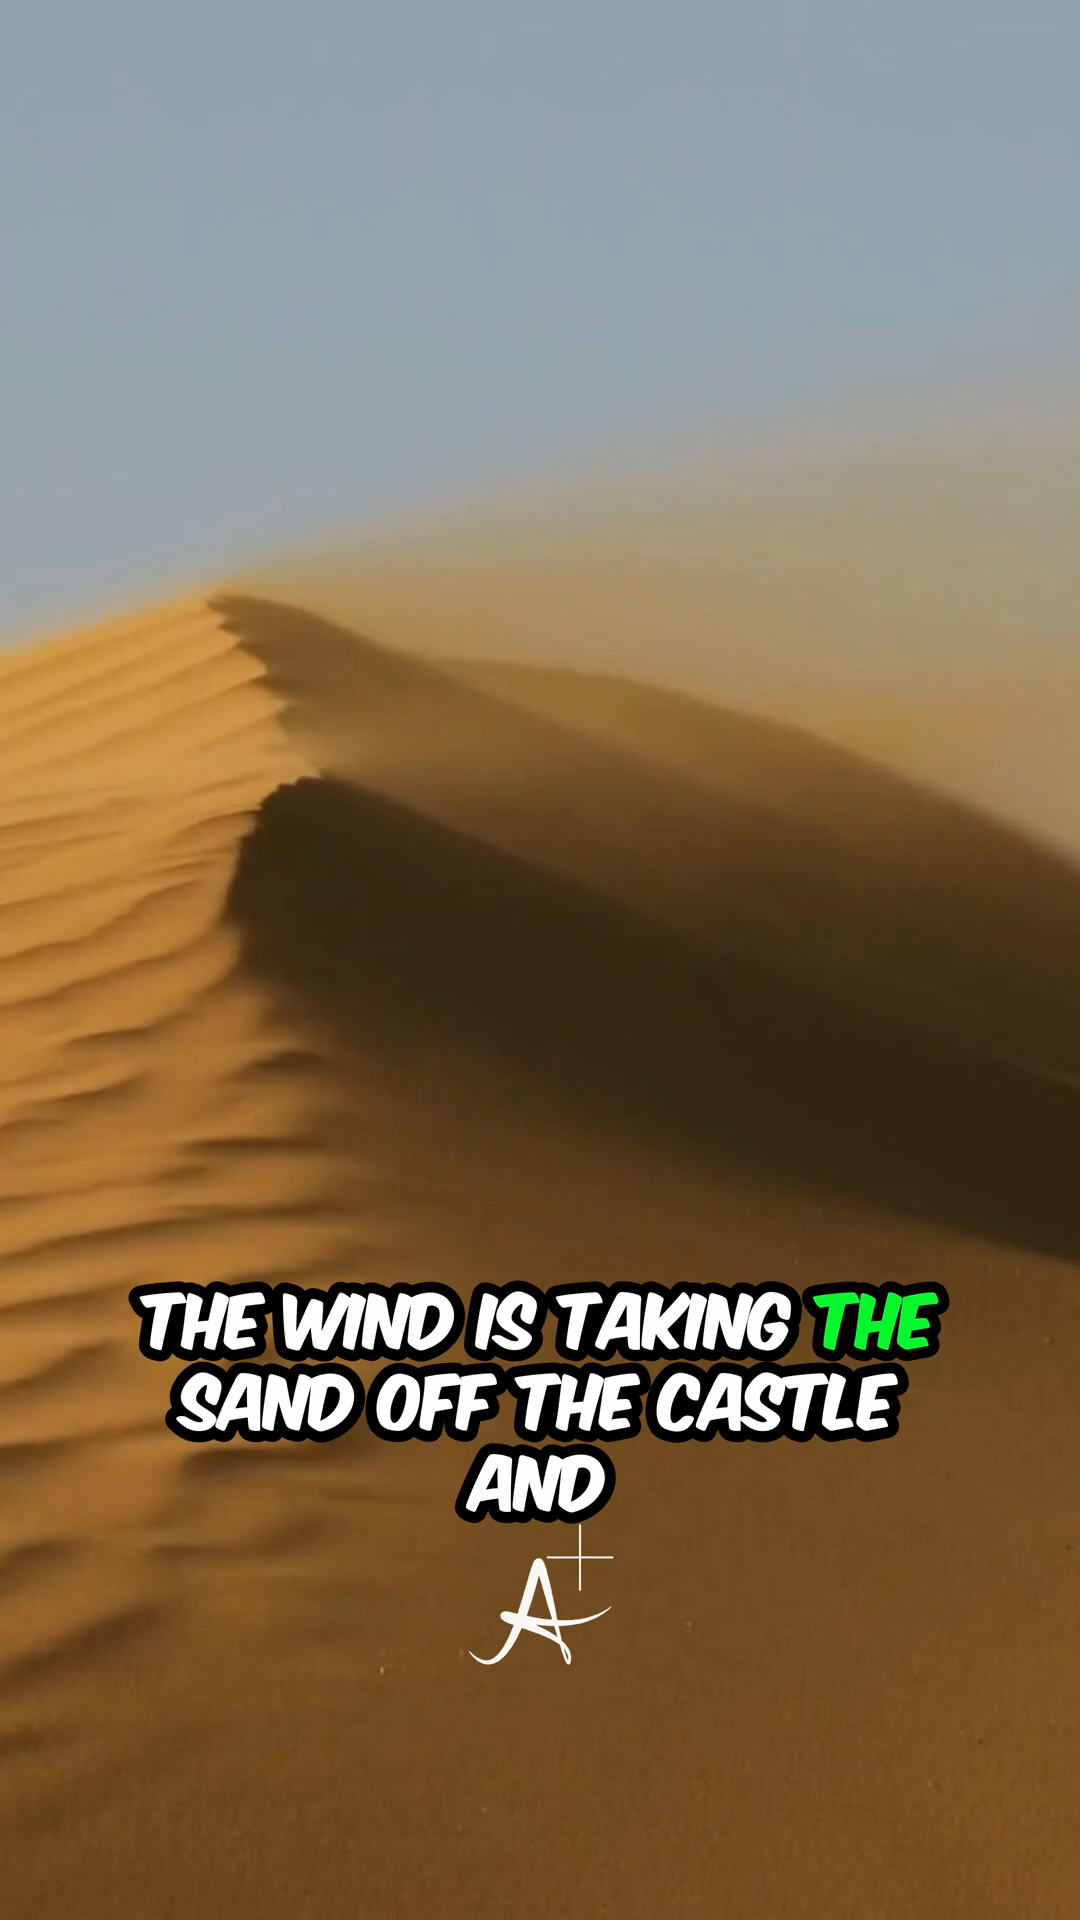 THE WIND IS TAKING THE
SAND OFF THE CASTLE
AND
A+